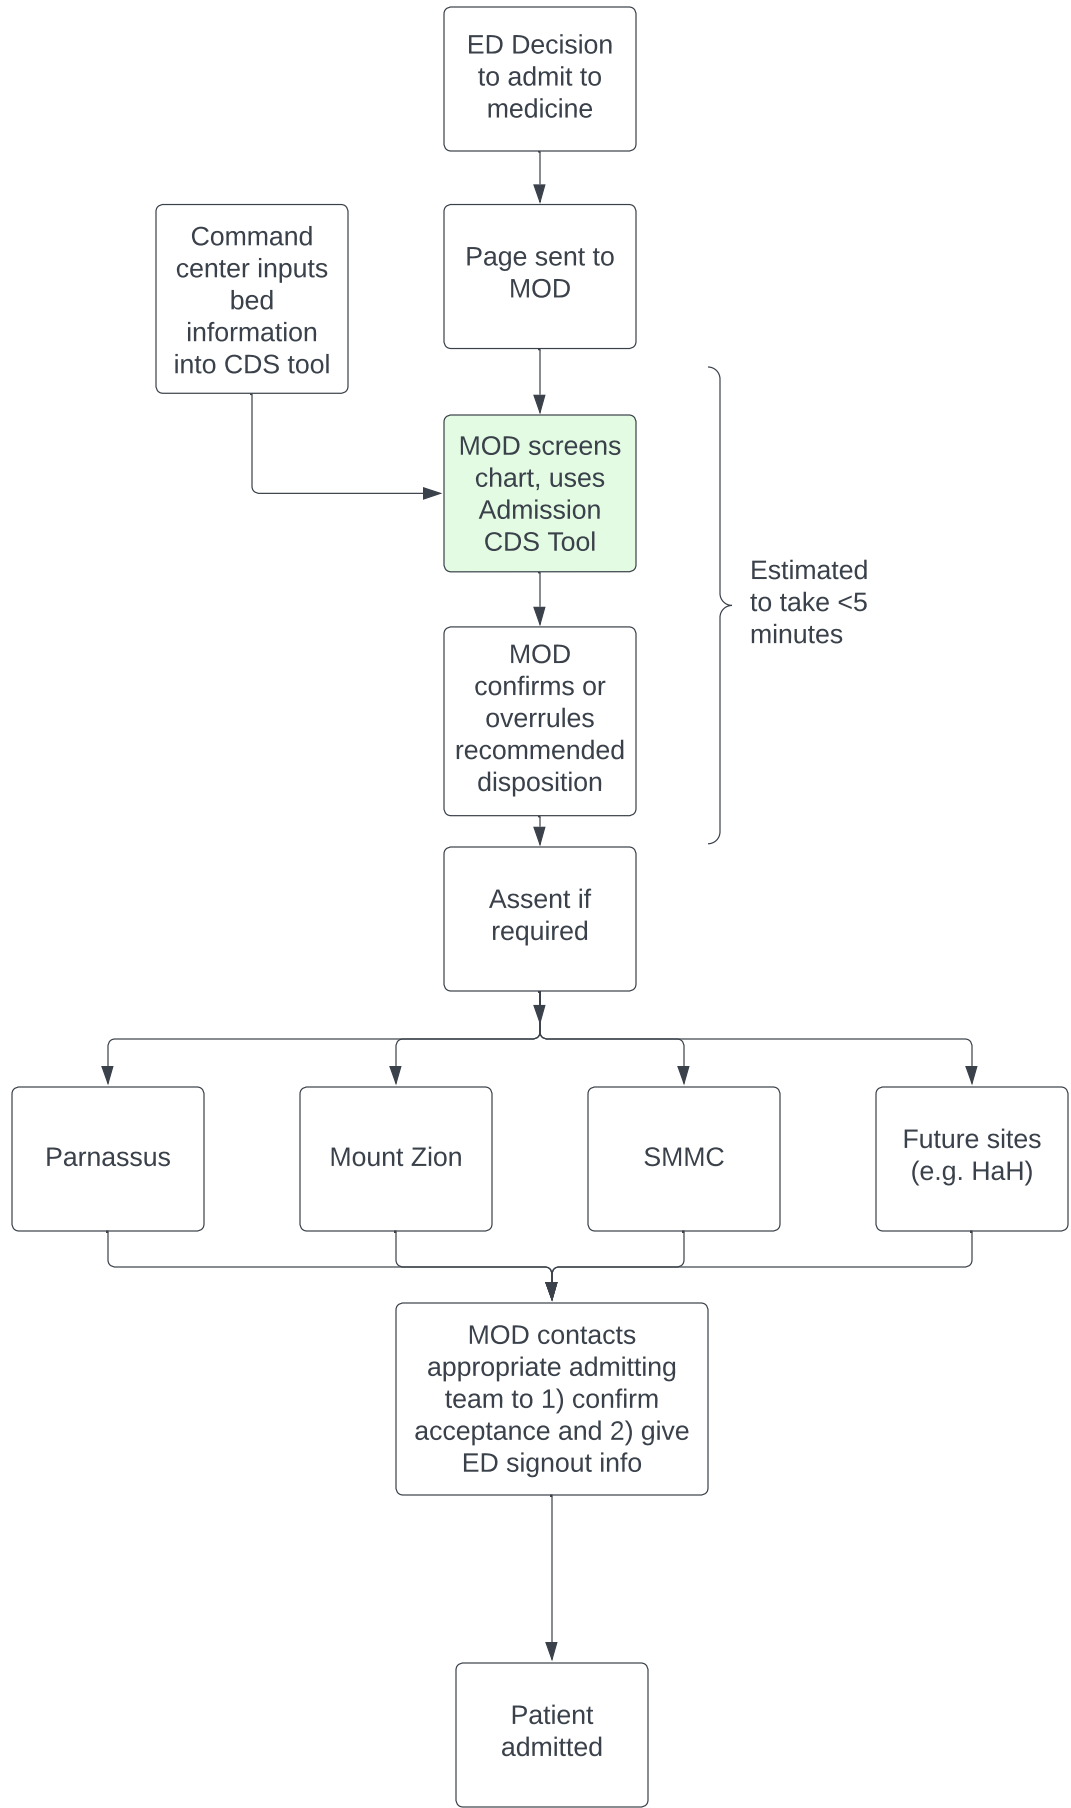 ED Decision
to admit to
medicine
Command
center inputs
bed
information
into CDS tool
Page sent to
MOD
MOD screens
chart, uses
Admission
CDS Tool
Estimated
to take <5
minutes
MOD
confirms or
overrules
recommended
disposition
Assent if
required
Parnassus
Mount Zion
SMMC
Future sites
(e.g. HaH)
MOD contacts
appropriate admitting
team to 1) confirm
acceptance and 2) give
ED signout info
Patient
admitted